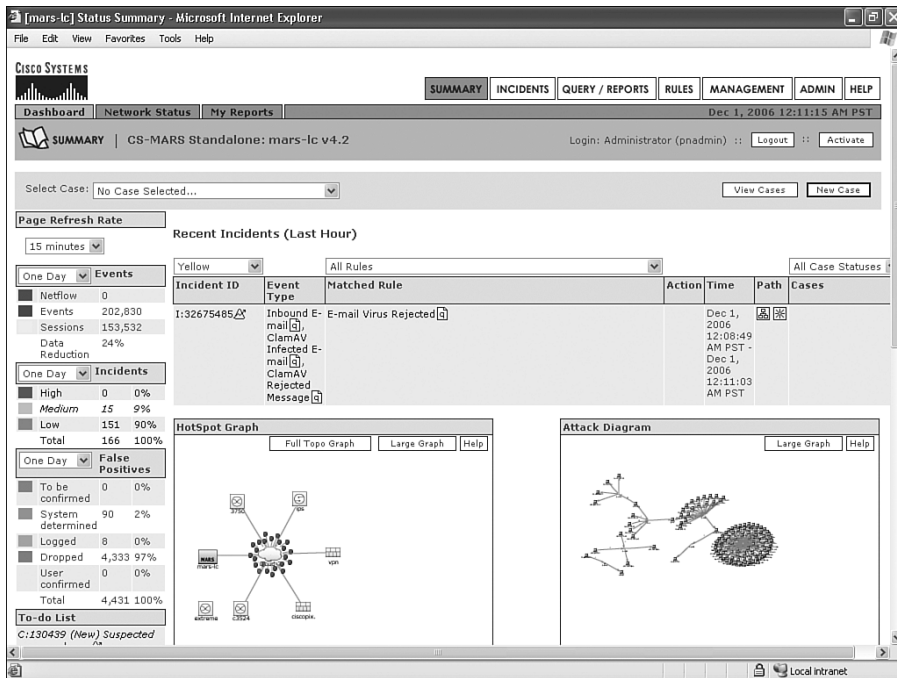 [mars-lc] Status Summary - Microsoft Internet Explorer
File Edit View Favorites Tools Help
CISCO SYSTEMS
SUMMARY INCIDENTS QUERY / REPORTS RULES MANAGEMENT ADMIN HELP
Dashboard Network Status My Reports Dec 1, 2006 12:11:15 AM PST
SUMMARY | CS-MARS Standalone: mars-lc v4.2 Login: Administrator (pnadmin) :: Logout :: Activate
Select Case: No Case Selected... View Cases New Case
Page Refresh Rate
15 minutes
One Day Events
Netflow 0
Events 202,830
Sessions 153,532
Data
Reduction 24%
One Day Incidents
High 0 0%
Medium 15 9%
Low 151 90%
Total 166 100%
One Day False
Positives
To be
confirmed 0 0%
System
determined 90 2%
Logged 8 0%
Dropped 4,333 97%
User
confirmed 0 0%
Total 4,431 100%
To-do List
C:130439 (New) Suspected
Recent Incidents (Last Hour)
Yellow All Rules All Case Statuses
Incident ID Event
Type Matched Rule Action Time Path Cases
I:32675485
Inbound E-
mail q,
ClamAV
Infected E-
mail q,
ClamAV
Rejected
Message q
E-mail Virus Rejected q
Dec 1,
2006
12:08:49
AM PST -
Dec 1,
2006
12:11:03
AM PST
HotSpot Graph
Full Topo Graph Large Graph Help
3750
ips
MARS
mars-lc
vpn
extreme
c3524
ciscopix.
Attack Diagram
Large Graph Help
Local intranet